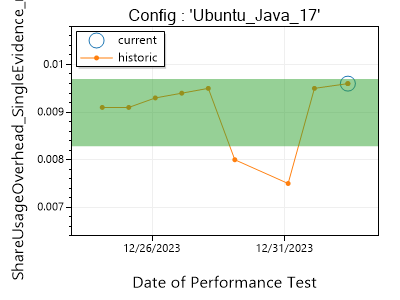 Config : 'Ubuntu_Java_17'
current
historic
0.01
0.009
0.008
0.007
12/26/2023
12/31/2023
Date of Performance Test
ShareUsageOverhead_SingleEvidence_